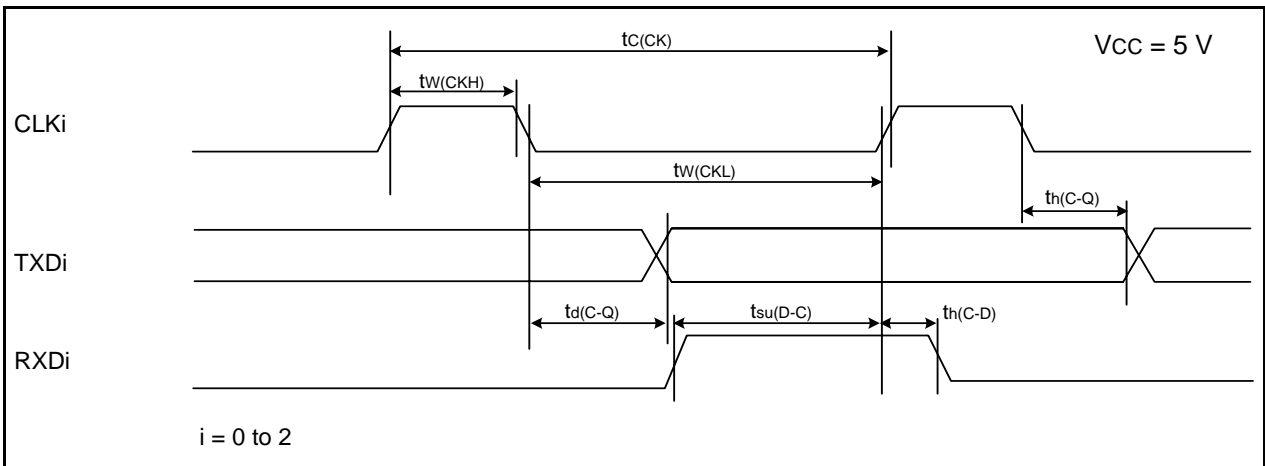 tC(CK)
VCC = 5 V
tW(CKH)
CLKi
tW(CKL)
th(C-Q)
TXDi
td(C-Q)
tsu(D-C)
th(C-D)
RXDi
i = 0 to 2